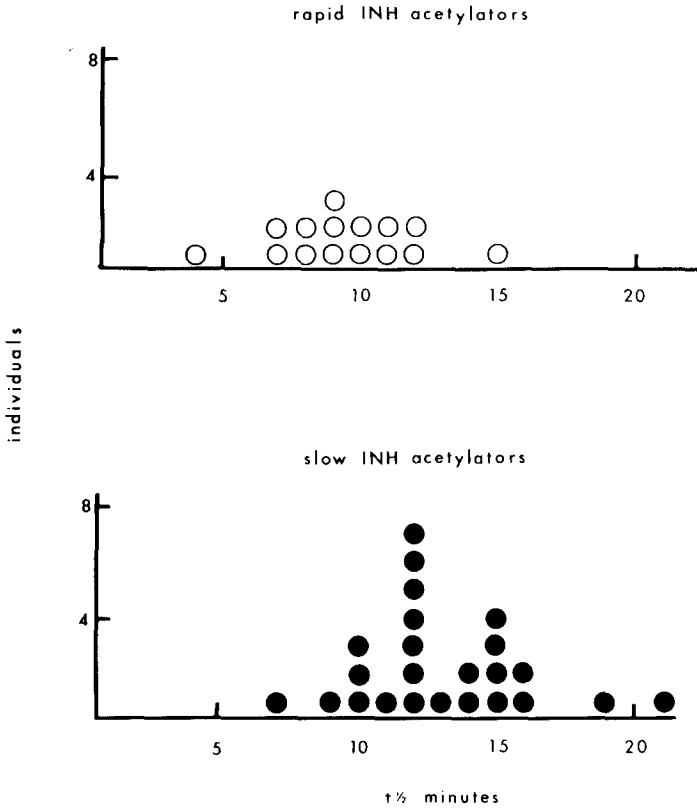 rapid INH acetylators
8
4
5 10 15 20
individuals
slow INH acetylators
8
4
5 10 15 20
t½ minutes